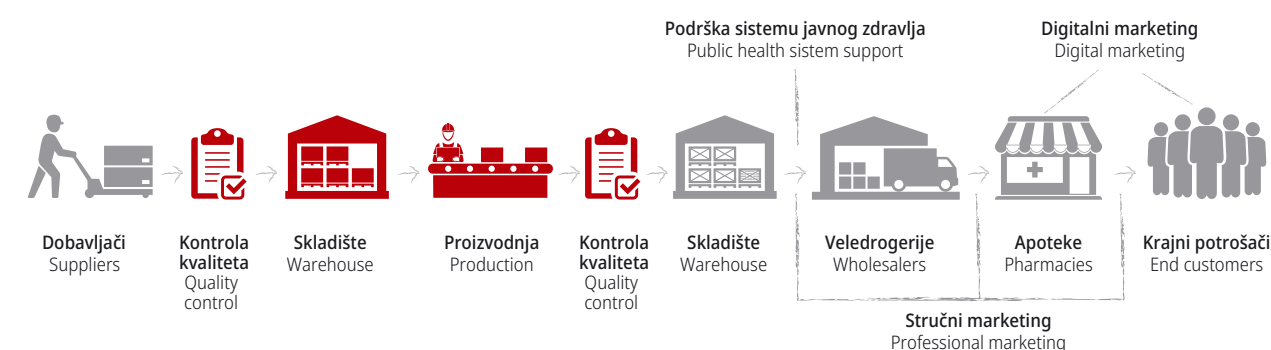 Podrška sistemu javnog zdravlja
Public health sistem support
Digitalni marketing
Digital marketing
Dobavljači
Suppliers
Kontrola
kvaliteta
Quality
control
Skladište
Warehouse
Proizvodnja
Production
Kontrola
kvaliteta
Quality
control
Skladište
Warehouse
Veledrogerije
Wholesalers
Apoteke
Pharmacies
Krajni potrošači
End customers
Stručni marketing
Professional marketing